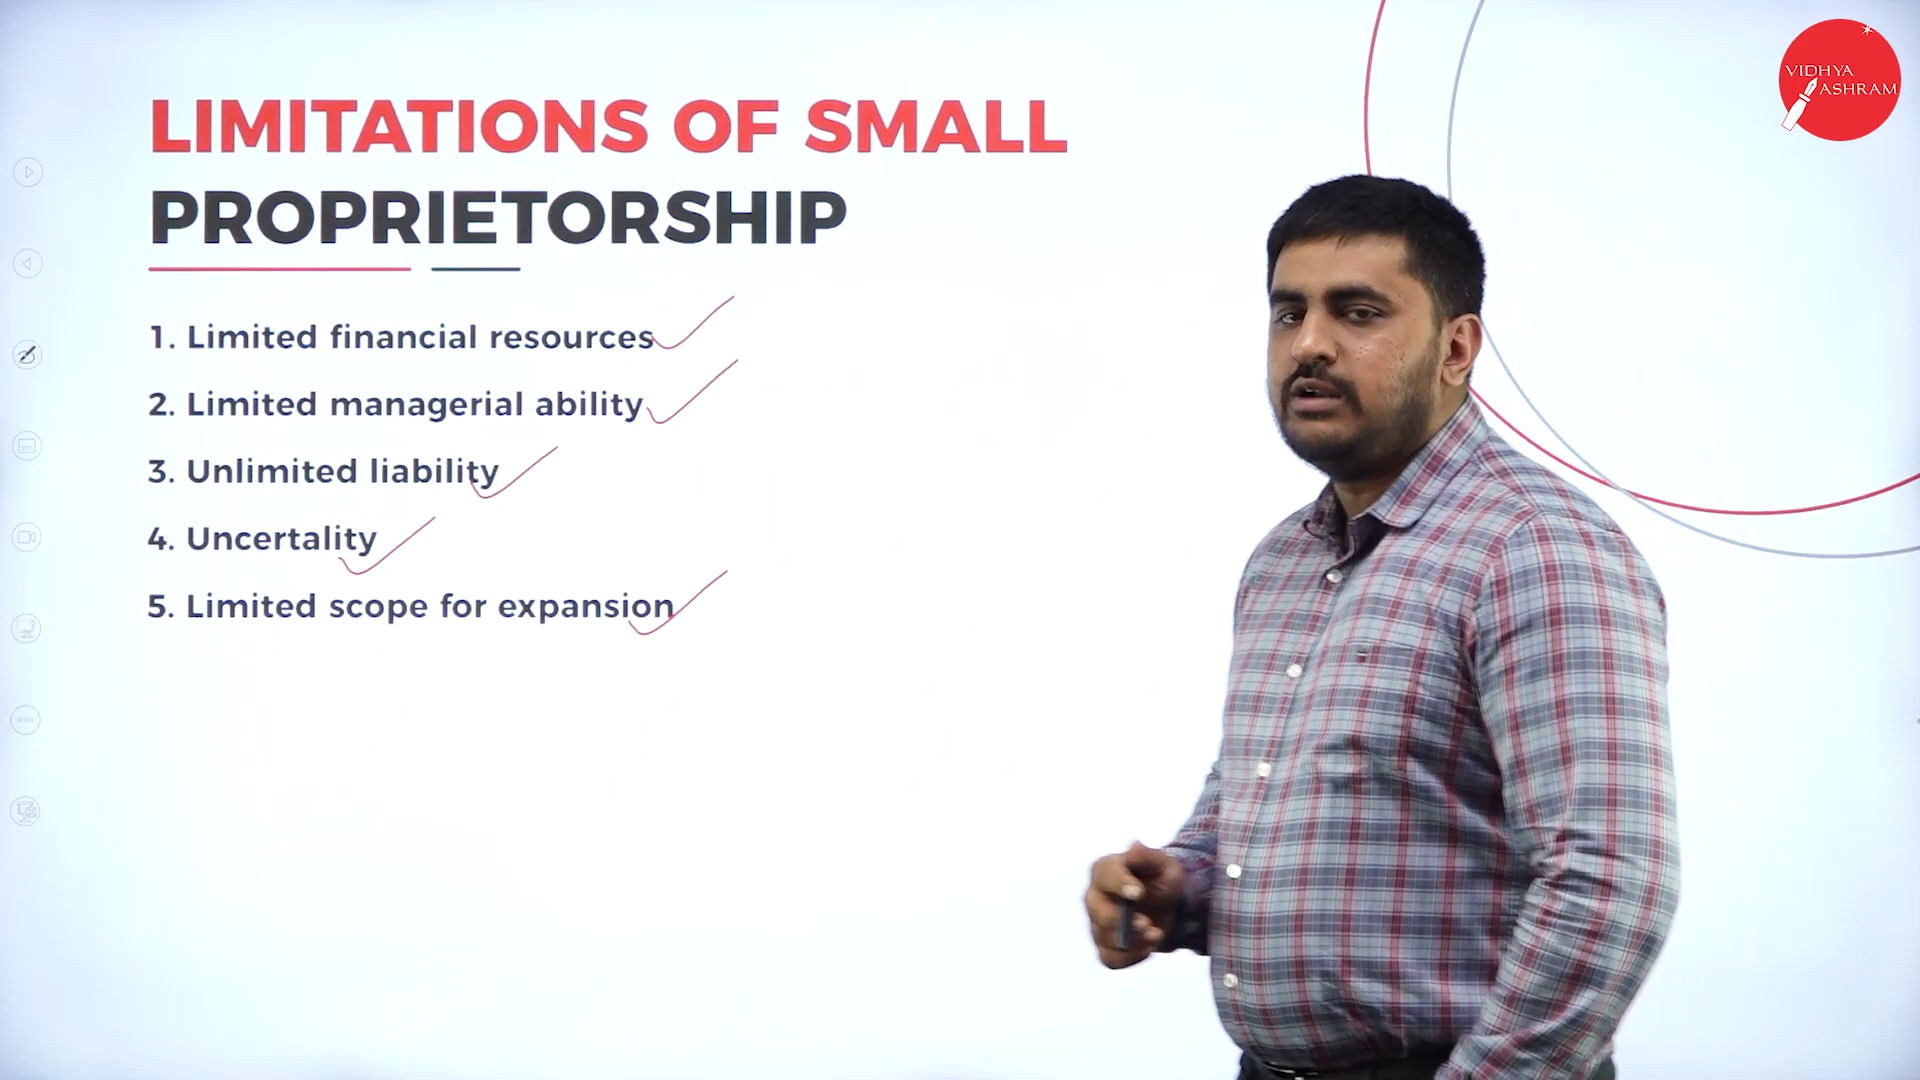 VIDHYA
ASHRAM
LIMITATIONS OF SMALL
PROPRIETORSHIP
1. Limited financial resources
2. Limited managerial ability
3. Unlimited liability
4. Uncertality
5. Limited scope for expansion